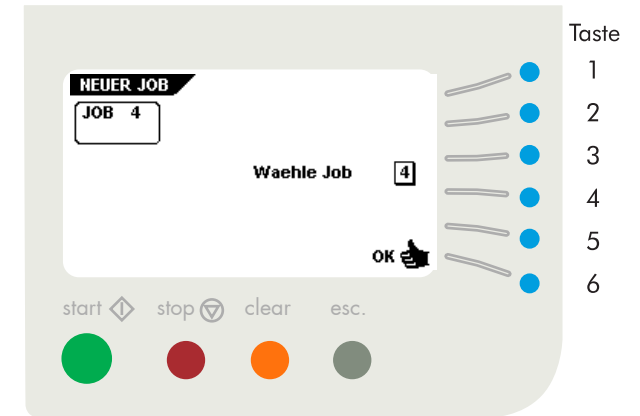 Taste
1
NEUER JOB
JOB 4
2
3
Waehle Job 4
4
5
OK
6
start stop clear esc.